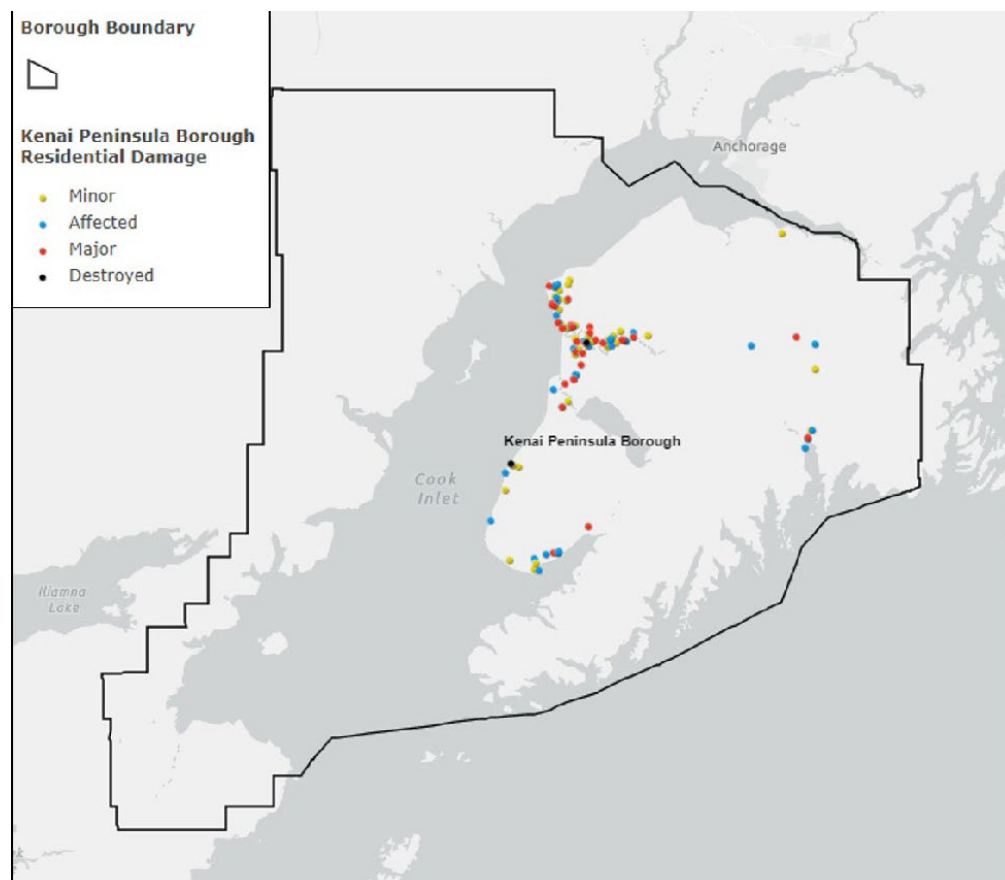 Borough Boundary
Kenai Peninsula Borough
Residential Damage
Minor
Affected
Major
Destroyed
Anchorage
Kenai Peninsula Borough
Cook
Inlet
Iliamna
Lake